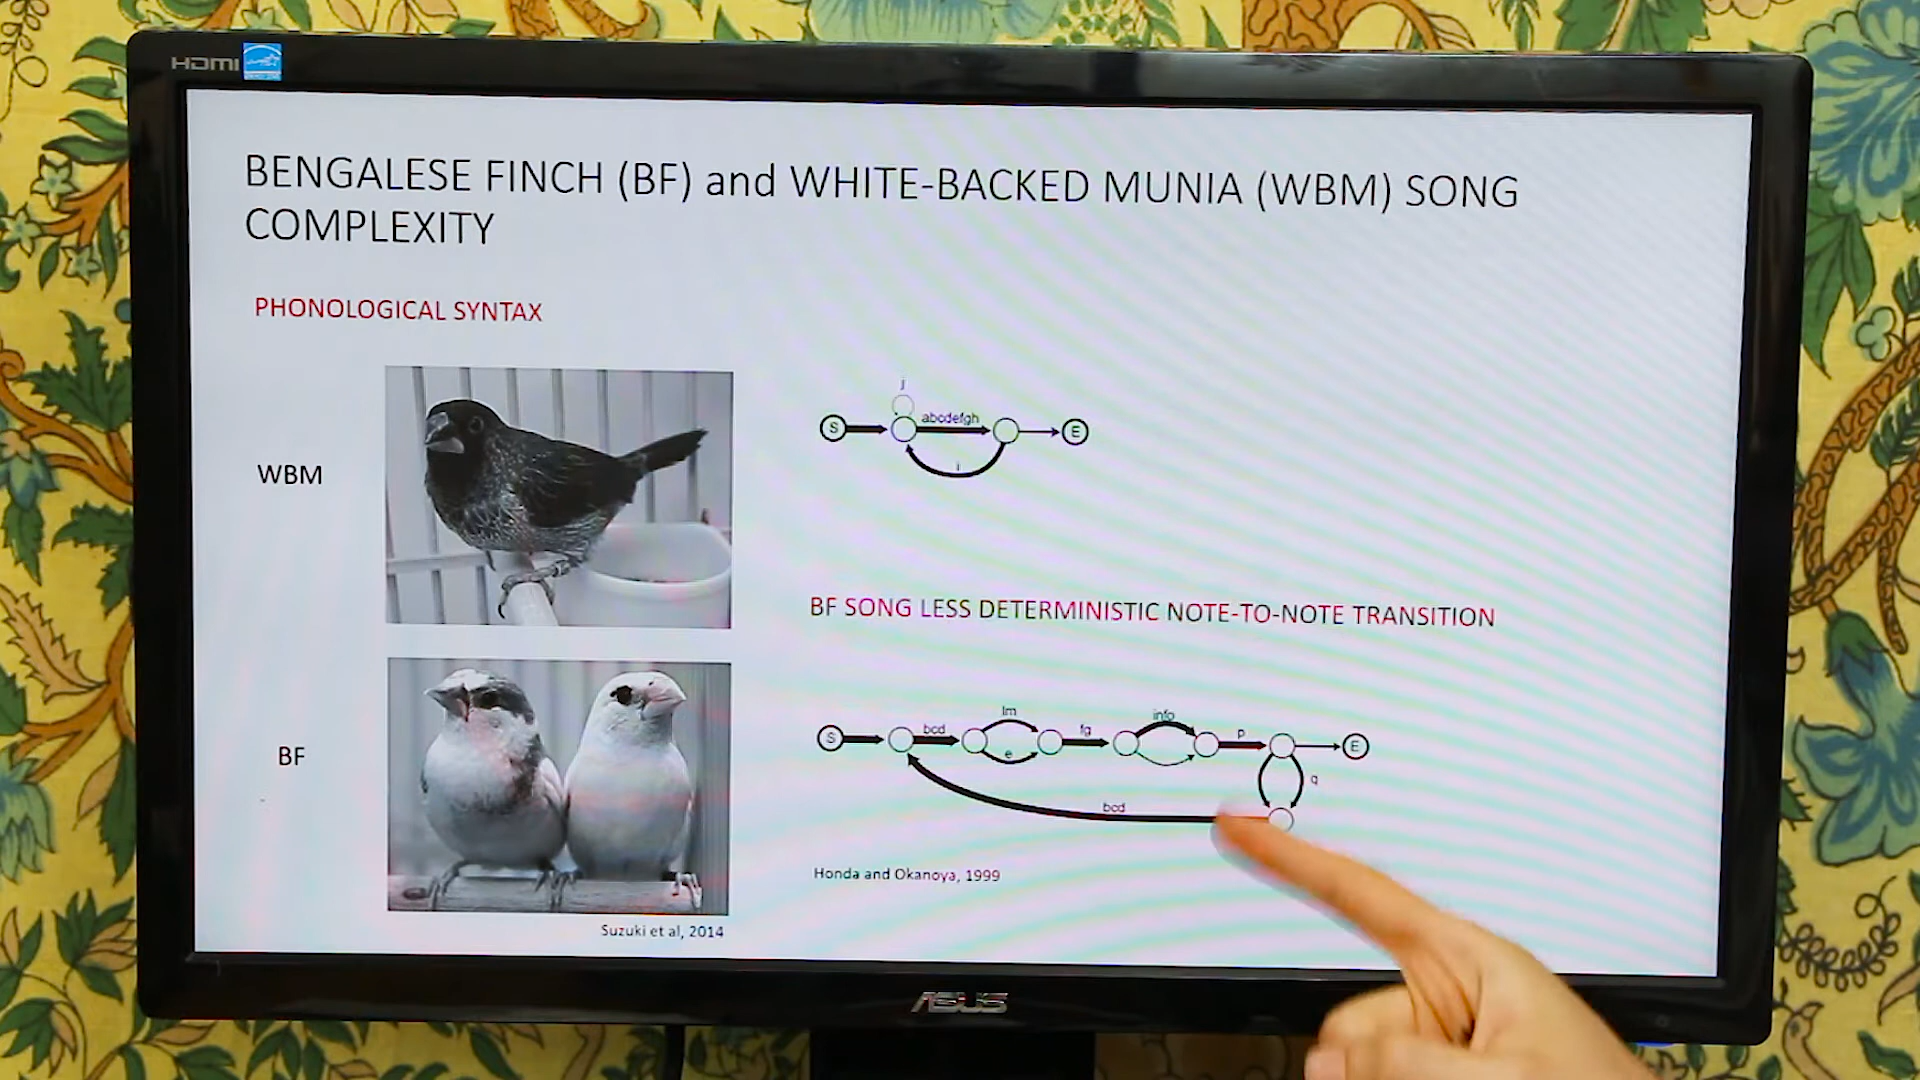 HDMI
BENGALESE FINCH (BF) and WHITE-BACKED MUNIA (WBM) SONG
COMPLEXITY
PHONOLOGICAL SYNTAX
WBM
j
S
abcdefgh
E
i
BF SONG LESS DETERMINISTIC NOTE-TO-NOTE TRANSITION
BF
S
bcd
lm
e
fg
info
p
E
q
bcd
Honda and Okanoya, 1999
Suzuki et al, 2014
ASUS